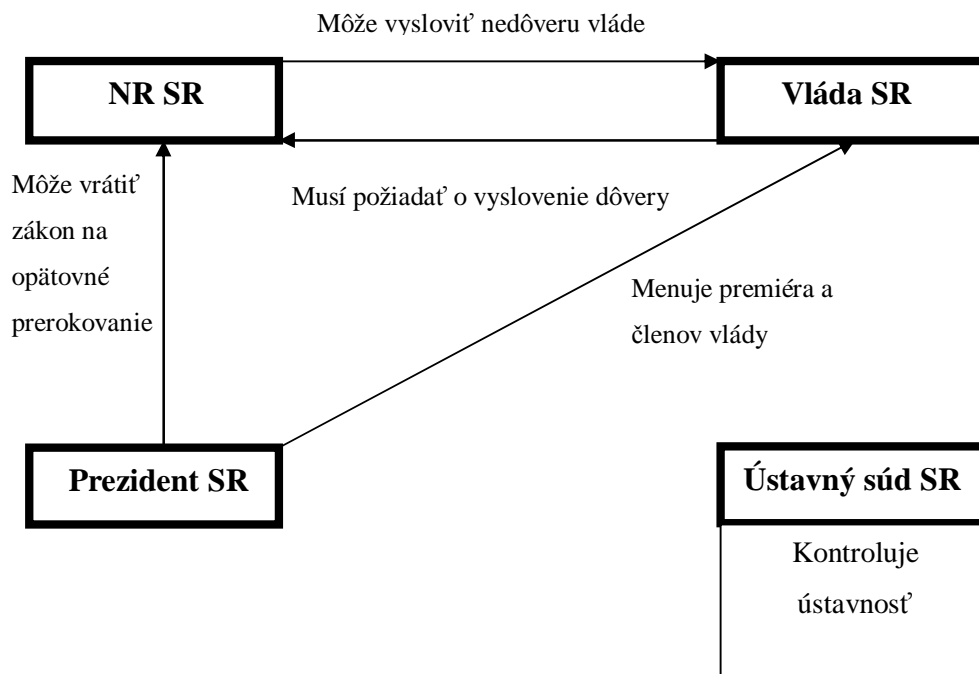 Môže vysloviť nedôveru vláde
NR SR
Vláda SR
Môže vrátiť
zákon na
opätovné
prerokovanie
Musí požiadať o vyslovenie dôvery
Menuje premiéra a
členov vlády
Prezident SR
Ústavný súd SR
Kontroluje
ústavnosť